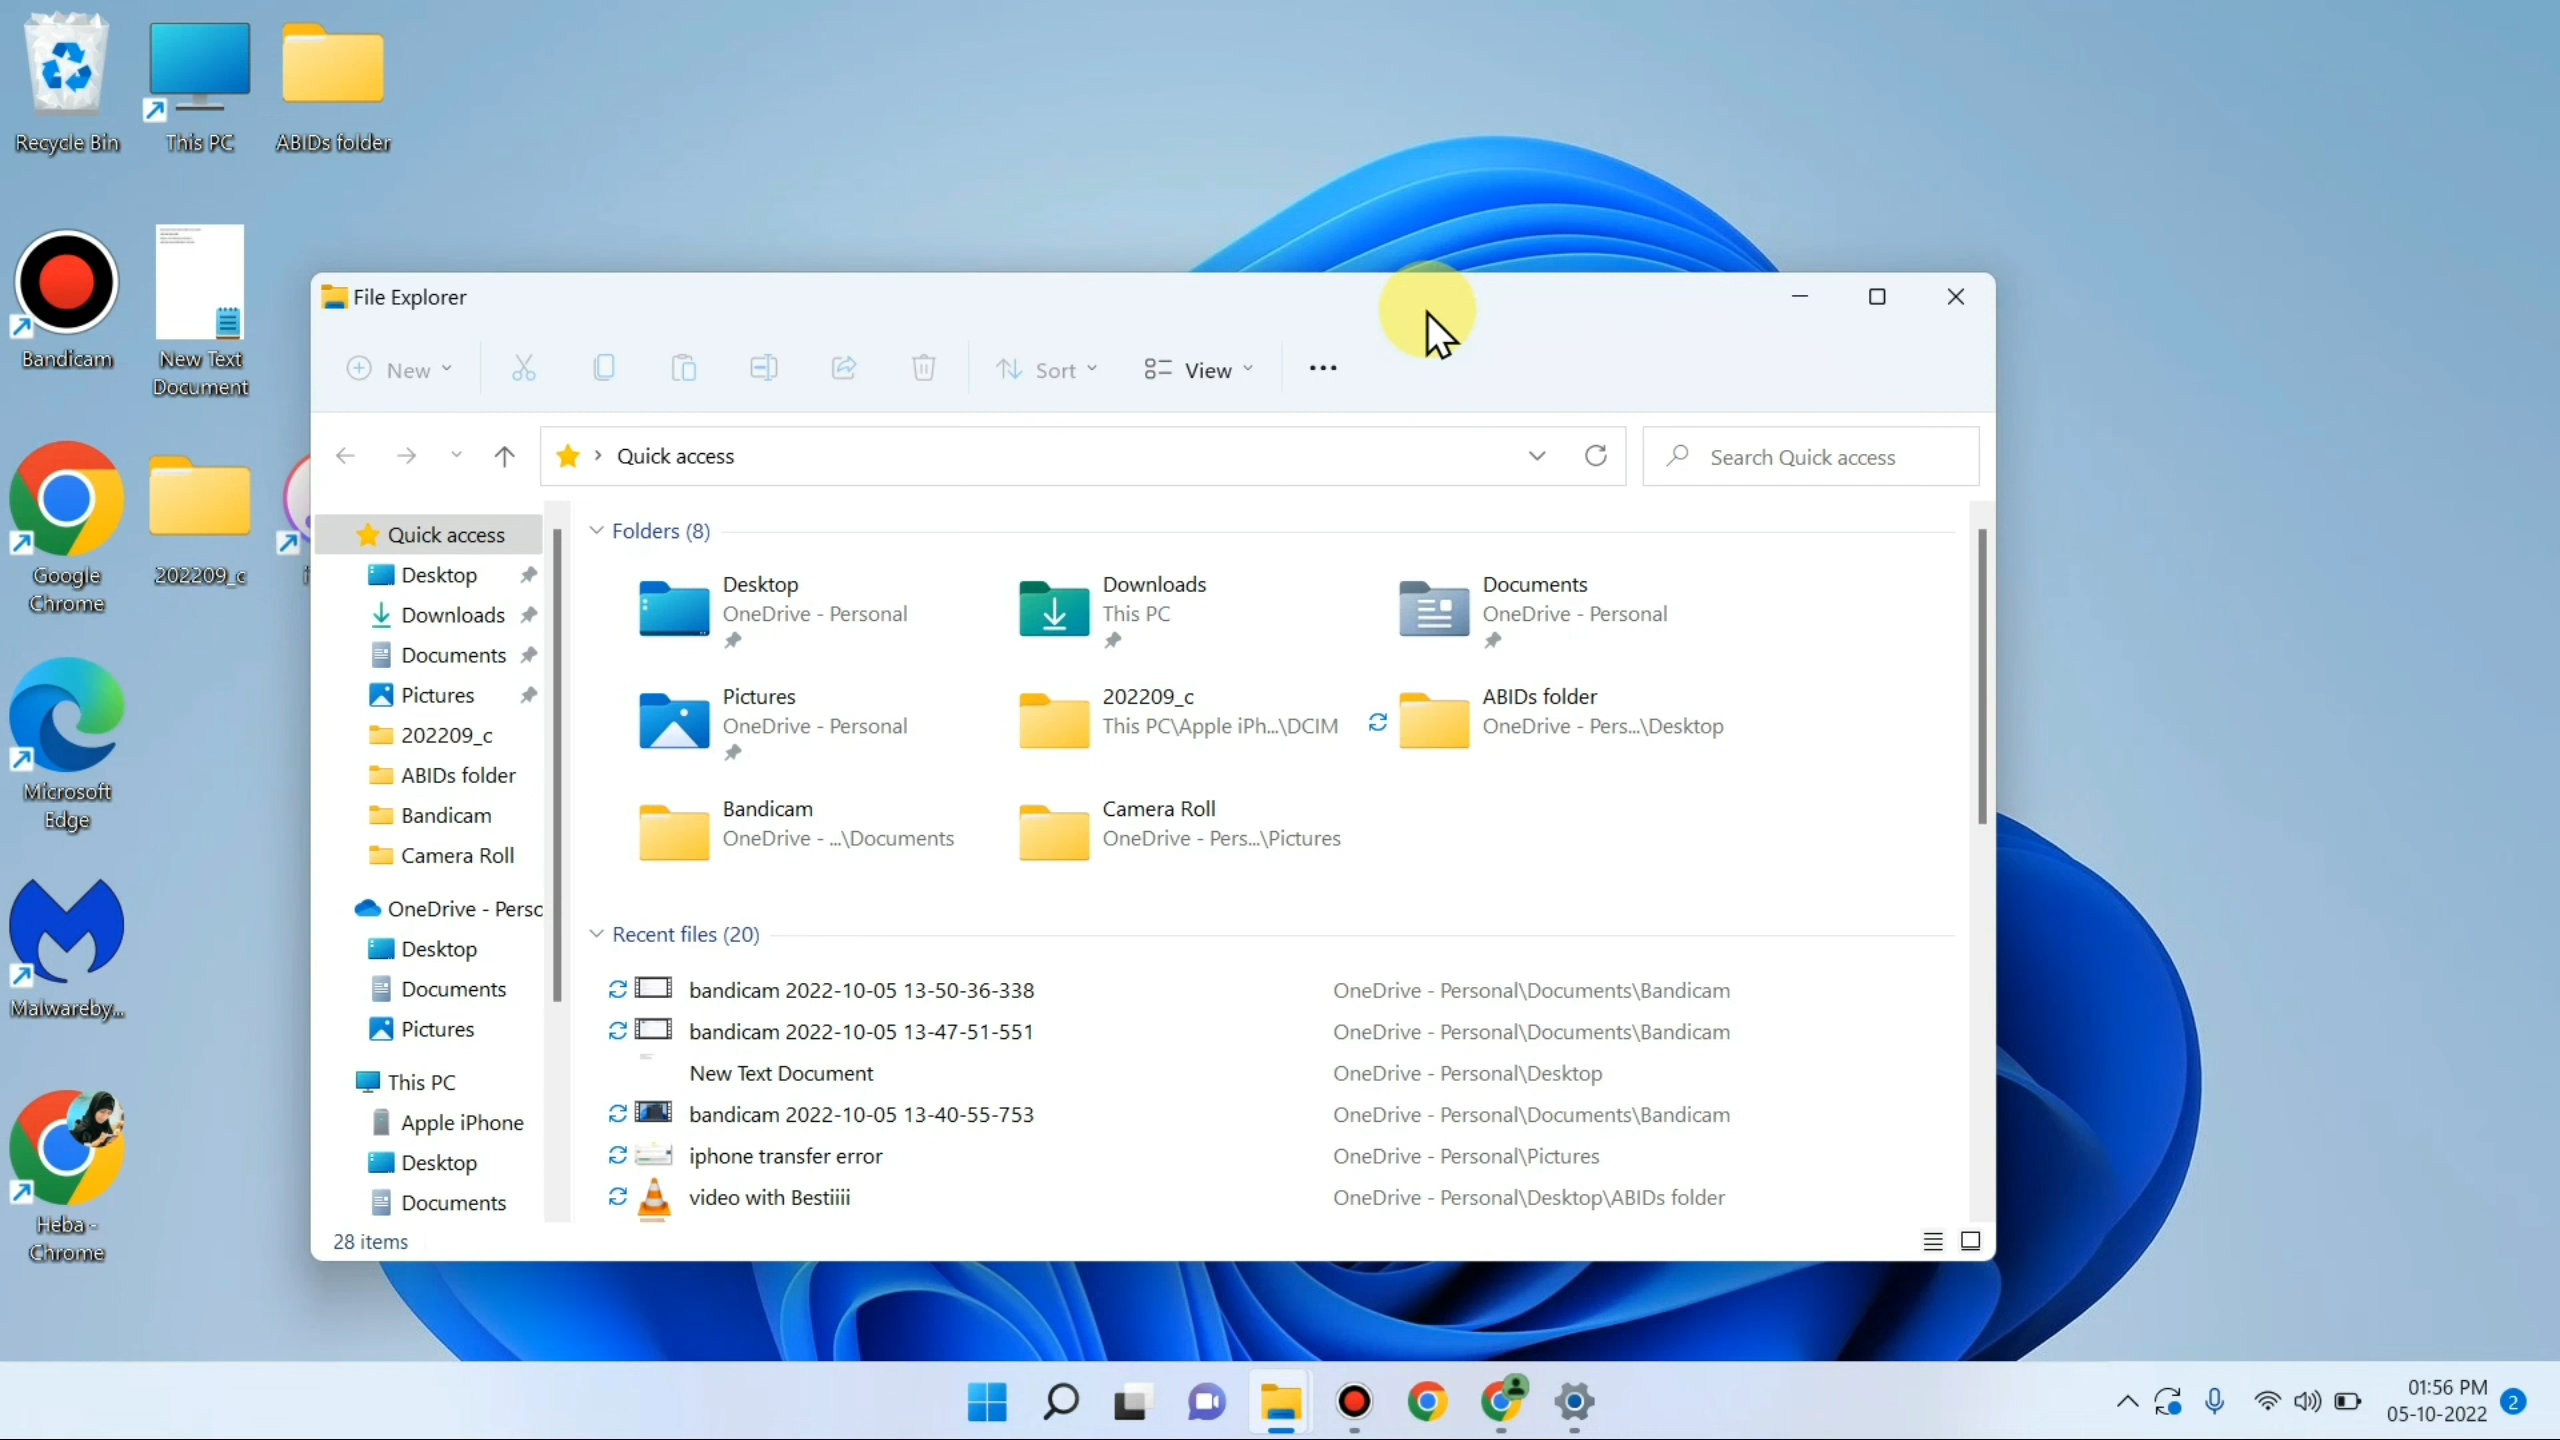 Recycle Bin
This PC
ABIDs folder
Bandicam
New Text
Document
Google
Chrome
202209_c
Microsoft
Edge
Malwareby...
Heba -
Chrome
File Explorer
New
Sort
View
Quick access
Search Quick access
Quick access
Desktop
Downloads
Documents
Pictures
202209_c
ABIDs folder
Bandicam
Camera Roll
OneDrive - Perso
Desktop
Documents
Pictures
This PC
Apple iPhone
Desktop
Documents
Folders (8)
Desktop
OneDrive - Personal
Downloads
This PC
Documents
OneDrive - Personal
Pictures
OneDrive - Personal
202209_c
This PC\Apple iPh...\DCIM
ABIDs folder
OneDrive - Pers...\Desktop
Bandicam
OneDrive - ...\Documents
Camera Roll
OneDrive - Pers...\Pictures
Recent files (20)
bandicam 2022-10-05 13-50-36-338 OneDrive - Personal\Documents\Bandicam
bandicam 2022-10-05 13-47-51-551 OneDrive - Personal\Documents\Bandicam
New Text Document OneDrive - Personal\Desktop
bandicam 2022-10-05 13-40-55-753 OneDrive - Personal\Documents\Bandicam
iphone transfer error OneDrive - Personal\Pictures
video with Bestiiii OneDrive - Personal\Desktop\ABIDs folder
28 items
01:56 PM
05-10-2022
2